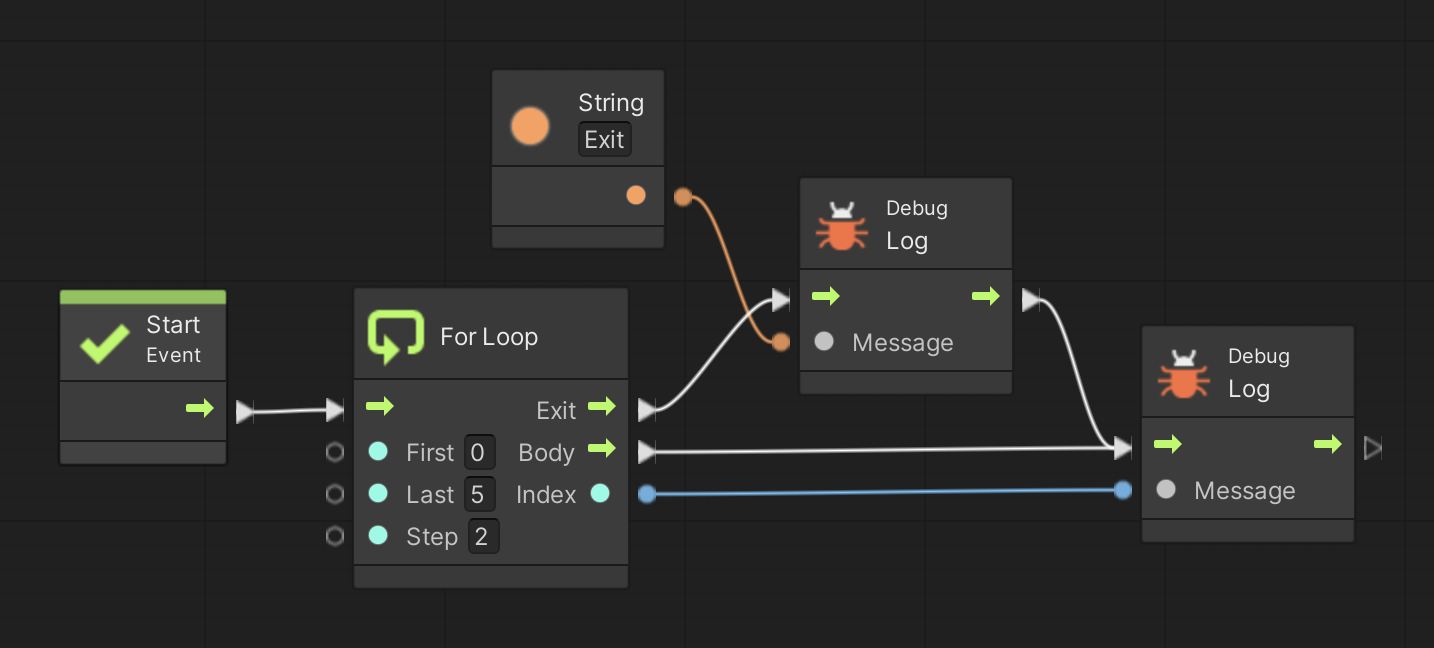 String
Exit
Debug
Log
Message
Start
Event
For Loop
Exit
First 0 Body
Last 5 Index
Step 2
Debug
Log
Message